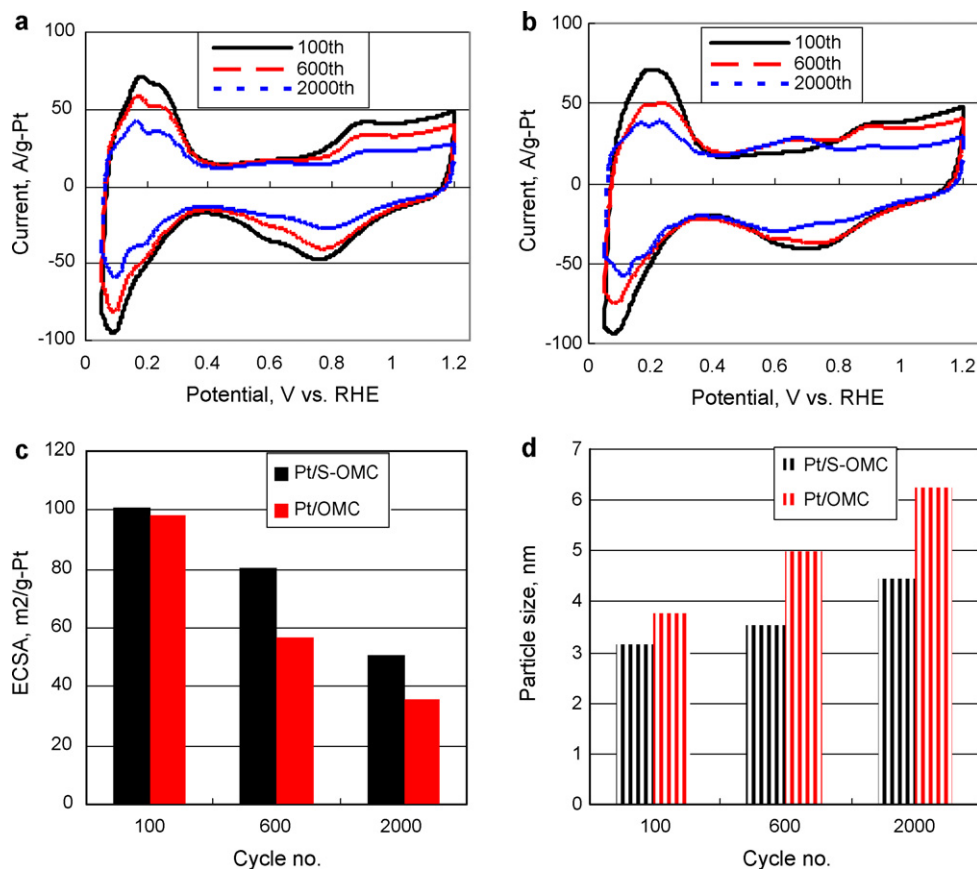 a
100
50
0
-50
-100
Current, A/g-Pt
100th
600th
2000th
0 0.2 0.4 0.6 0.8 1 1.2
Potential, V vs. RHE
b
100
50
0
-50
-100
Current, A/g-Pt
100th
600th
2000th
0 0.2 0.4 0.6 0.8 1 1.2
Potential, V vs. RHE
c
120
100
80
60
40
20
0
ECSA, m2/g-Pt
Pt/S-OMC
Pt/OMC
100 600 2000
Cycle no.
d
7
6
5
4
3
2
1
0
Particle size, nm
Pt/S-OMC
Pt/OMC
100 600 2000
Cycle no.